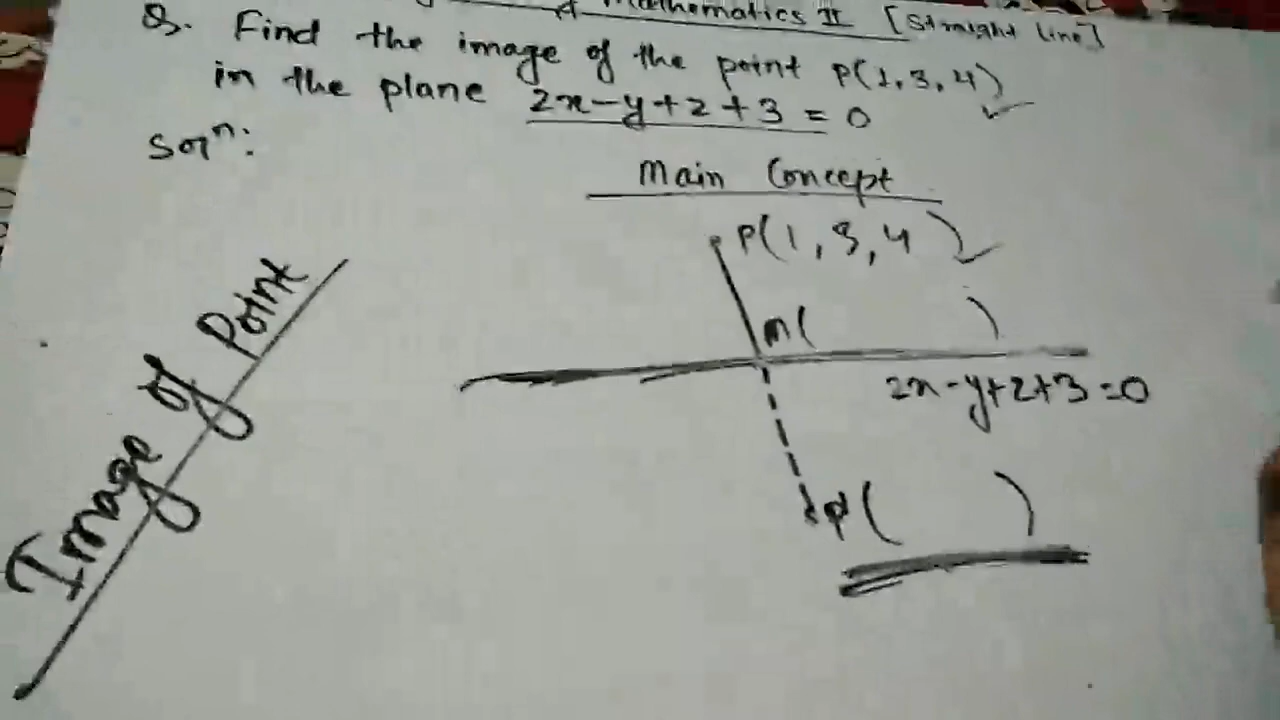 A Mathematics II [Straight line]
Q. Find the image of the point P(1,3,4)
in the plane 2x-y+z+3=0
Solⁿ:
Main Concept
P(1,3,4)
M( )
2x-y+z+3=0
P'( )
Image of Point